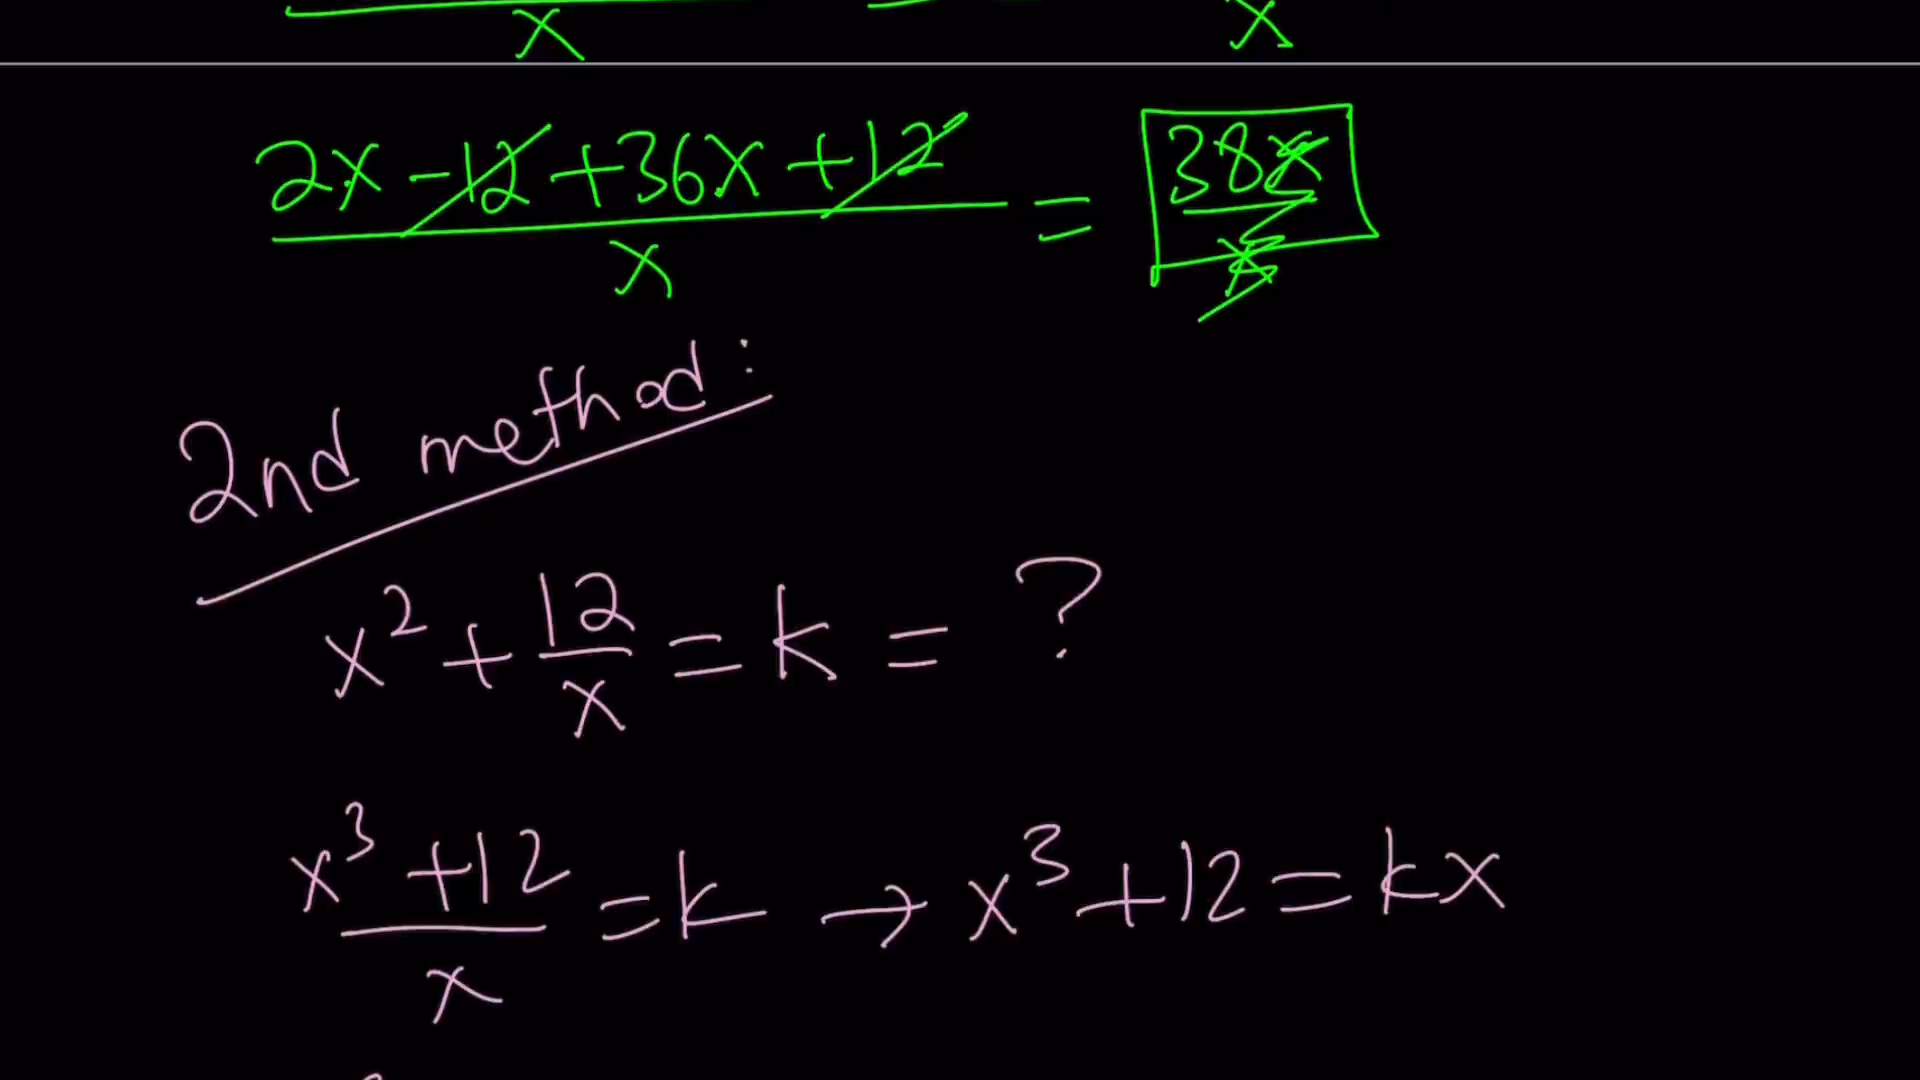 x x
2x - 12 + 36x + 12 = 38x
x x
2nd method:
x² + 12/x = k = ?
x³ + 12 = k → x³ + 12 = kx
x